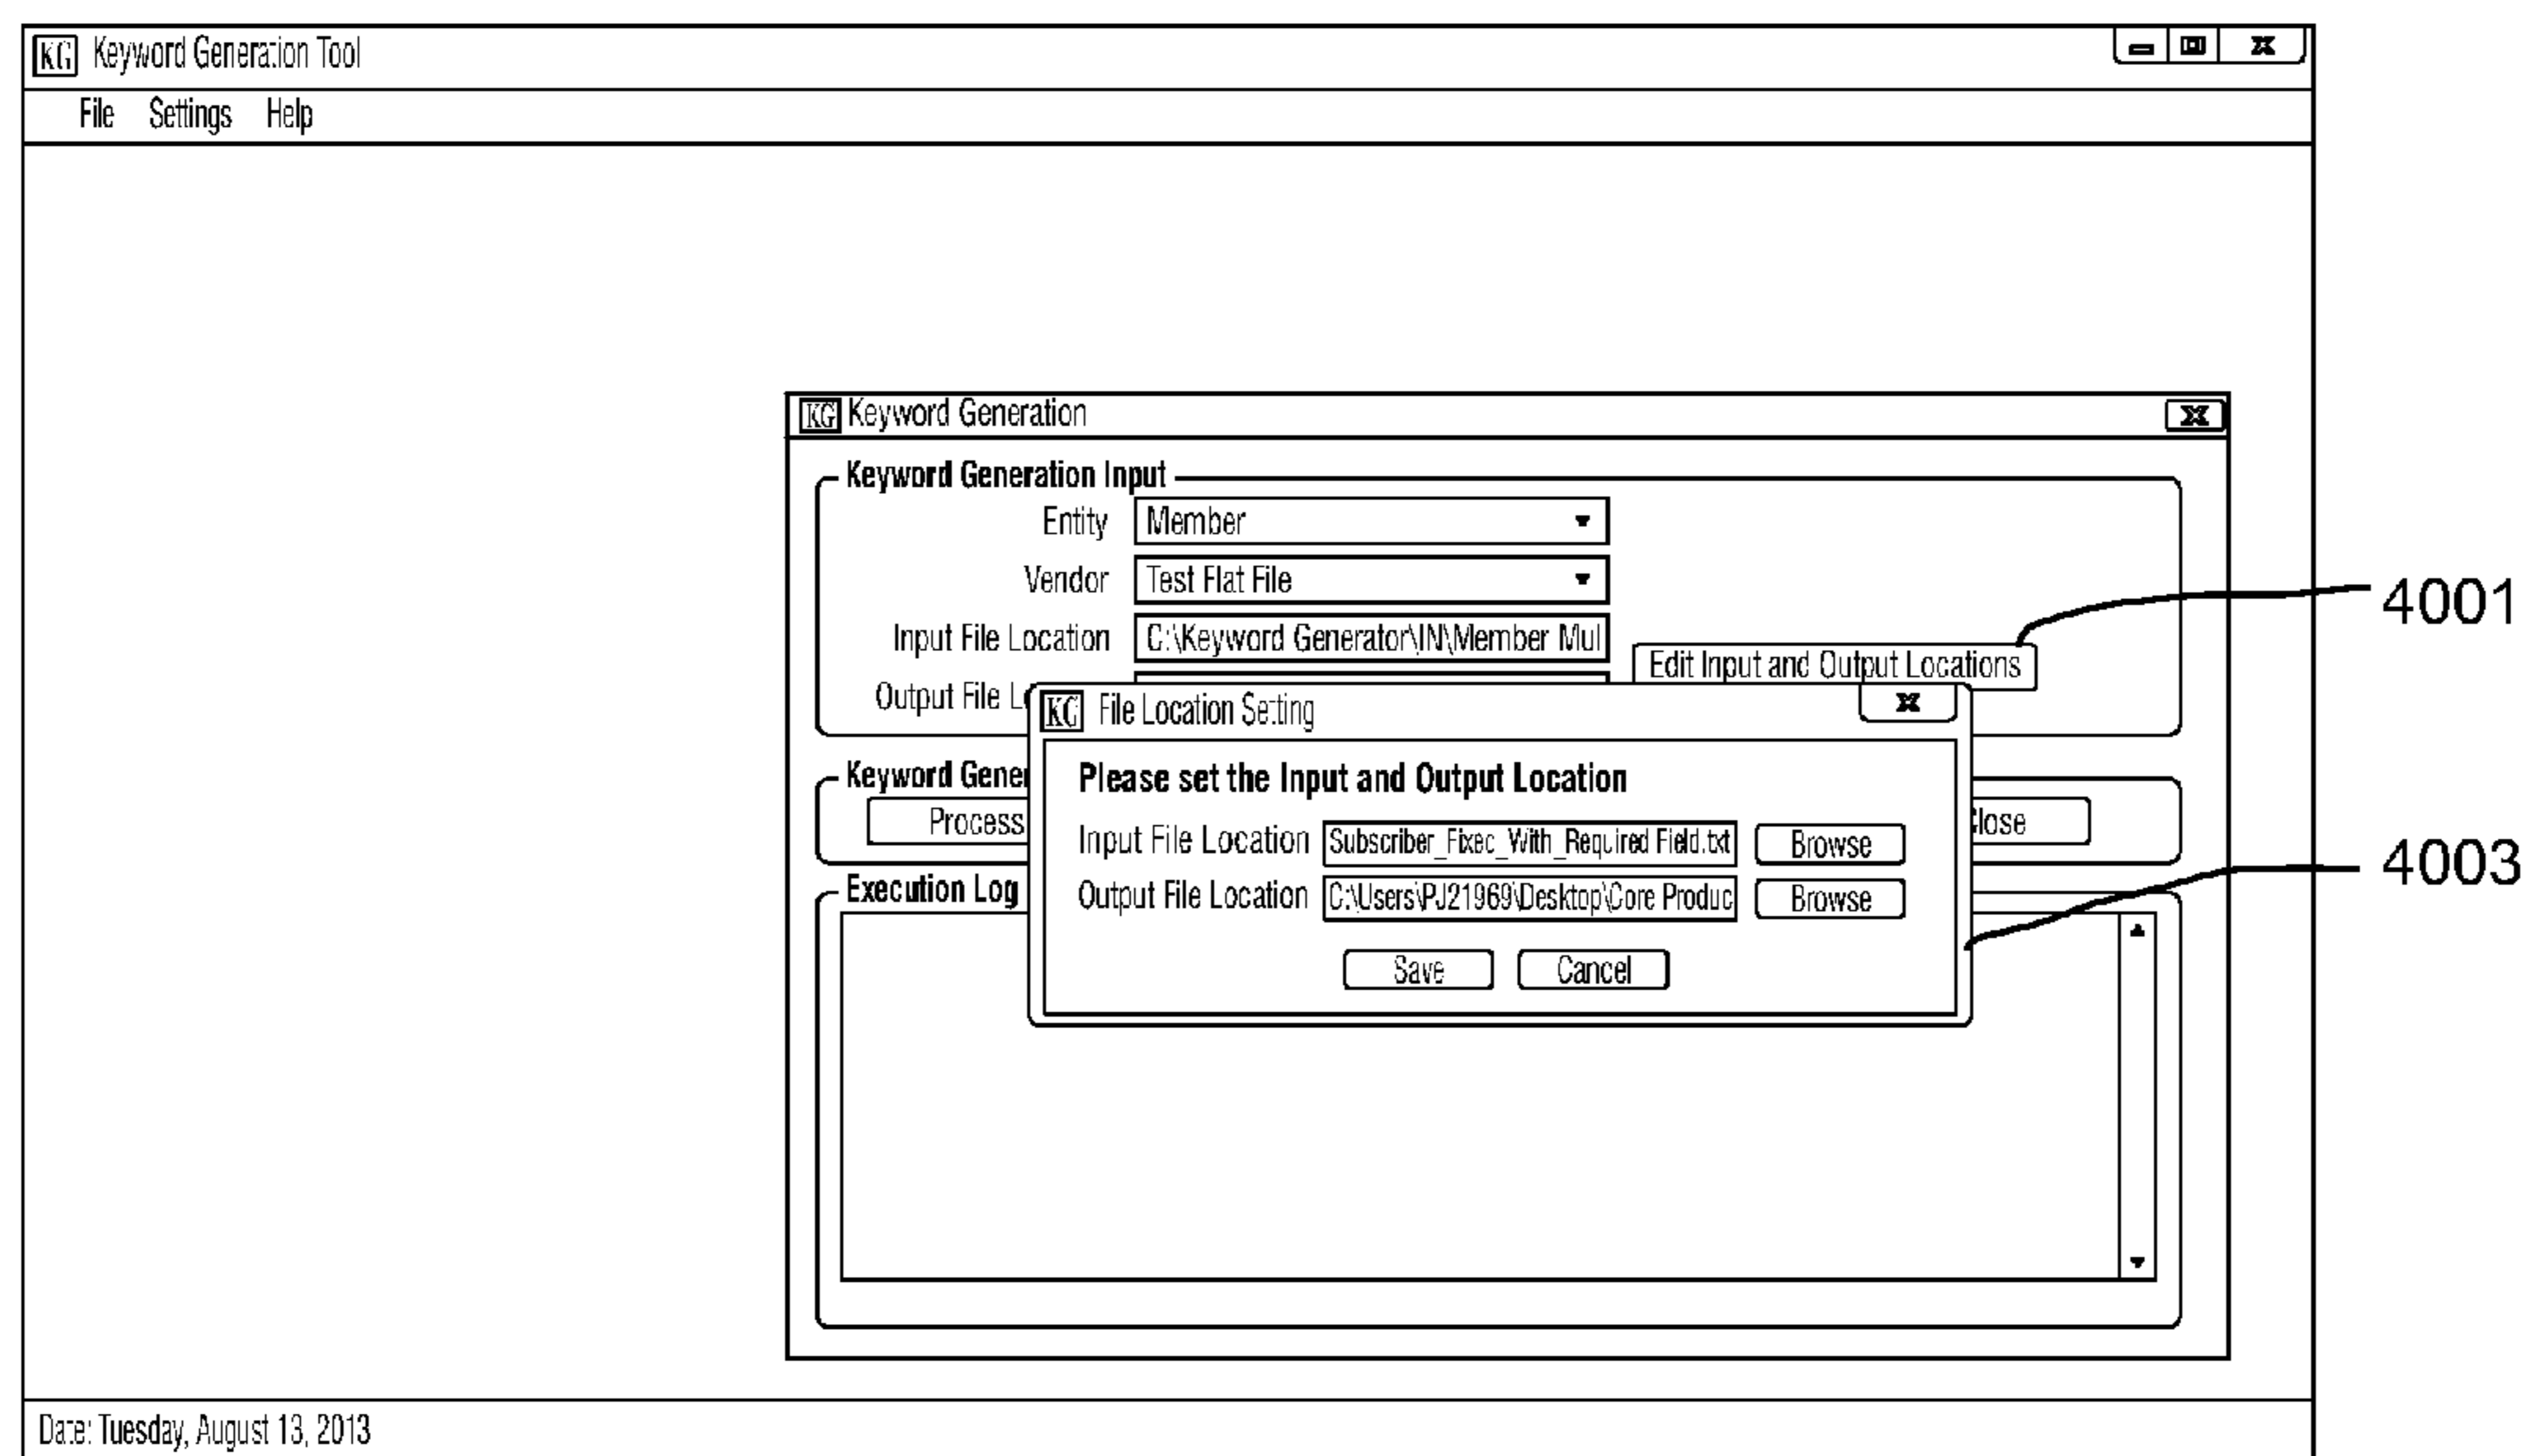 KG Keyword Generation Tool
File Settings Help
KG Keyword Generation
Keyword Generation Input
Entity Member
Vendor Test Flat File
Input File Location C:\Keyword Generator\IN\Member Mul
Edit Input and Output Locations
4001
Output File L
KG File Location Setting
Please set the Input and Output Location
Keyword Gener
Process
Close
Input File Location Subscriber_Fixec_With_Required Field.txt Browse
Output File Location C:\Users\PJ21969\Desktop\Core Produc Browse
4003
Execution Log
Save Cancel
Date: Tuesday, August 13, 2013